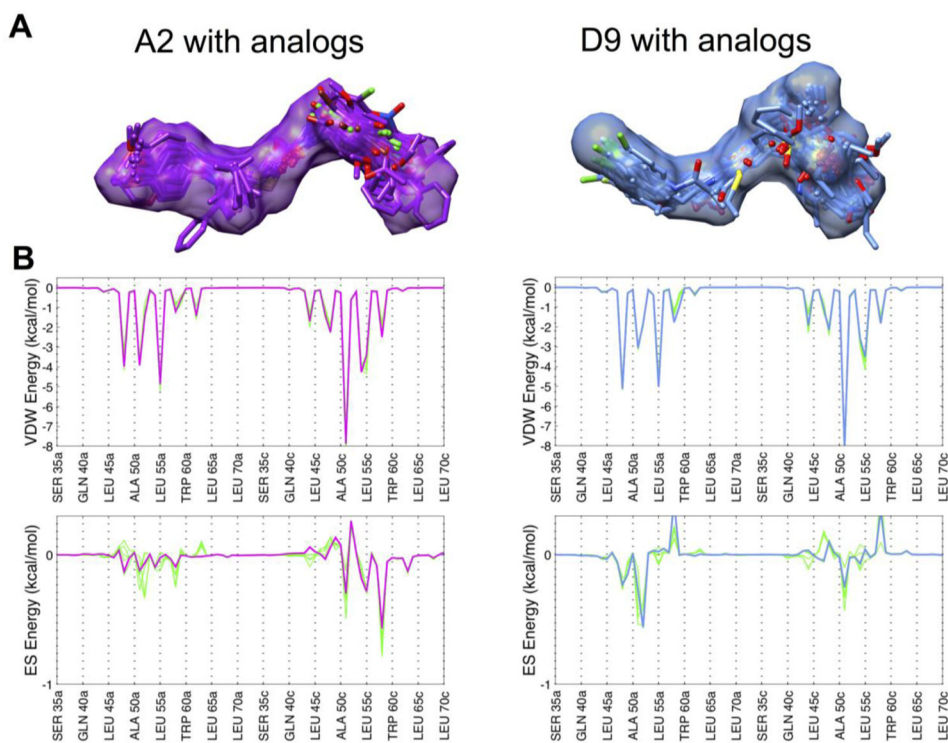 A
A2 with analogs
D9 with analogs
B
VDW Energy (kcal/mol)
0
-1
-2
-3
-4
-5
-6
-7
-8
SER 35a
GLN 40a
LEU 45a
ALA 50a
LEU 55a
TRP 60a
LEU 65a
LEU 70a
SER 35c
GLN 40c
LEU 45c
ALA 50c
LEU 55c
TRP 60c
LEU 65c
LEU 70c
VDW Energy (kcal/mol)
0
-1
-2
-3
-4
-5
-6
-7
-8
SER 35a
GLN 40a
LEU 45a
ALA 50a
LEU 55a
TRP 60a
LEU 65a
LEU 70a
SER 35c
GLN 40c
LEU 45c
ALA 50c
LEU 55c
TRP 60c
LEU 65c
LEU 70c
ES Energy (kcal/mol)
0
-1
SER 35a
GLN 40a
LEU 45a
ALA 50a
LEU 55a
TRP 60a
LEU 65a
LEU 70a
SER 35c
GLN 40c
LEU 45c
ALA 50c
LEU 55c
TRP 60c
LEU 65c
LEU 70c
ES Energy (kcal/mol)
0
-1
SER 35a
GLN 40a
LEU 45a
ALA 50a
LEU 55a
TRP 60a
LEU 65a
LEU 70a
SER 35c
GLN 40c
LEU 45c
ALA 50c
LEU 55c
TRP 60c
LEU 65c
LEU 70c